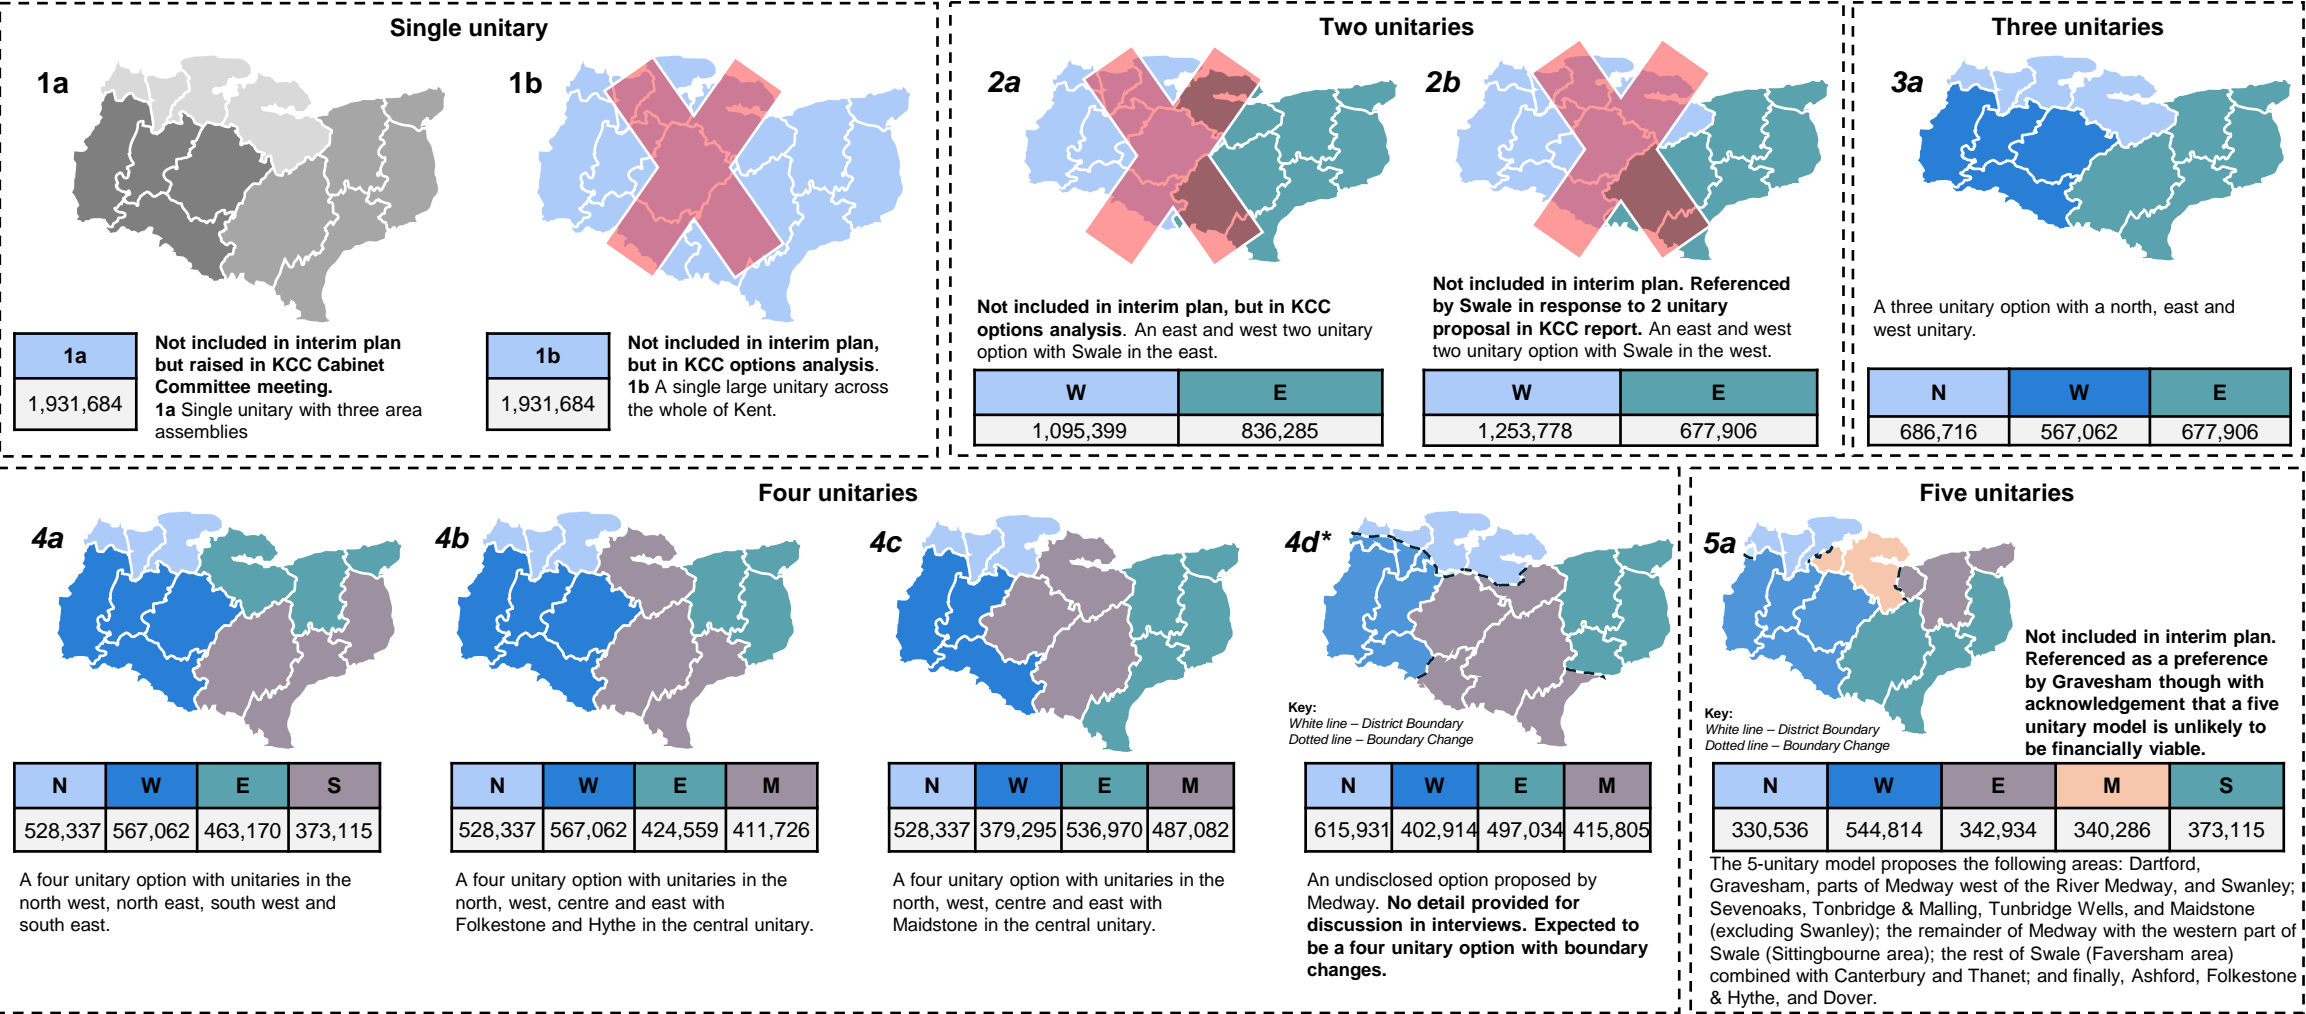 Single unitary
1a
1b
1a
1,931,684
Not included in interim plan
but raised in KCC Cabinet
Committee meeting.
1a Single unitary with three area
assemblies
1b
1,931,684
Not included in interim plan,
but in KCC options analysis.
1b A single large unitary across
the whole of Kent.
Two unitaries
2a
2b
Not included in interim plan, but in KCC
options analysis. An east and west two unitary
option with Swale in the east.
W E
1,095,399 836,285
Not included in interim plan. Referenced
by Swale in response to 2 unitary
proposal in KCC report. An east and west
two unitary option with Swale in the west.
W E
1,253,778 677,906
Three unitaries
3a
A three unitary option with a north, east and
west unitary.
N W E
686,716 567,062 677,906
Four unitaries
4a
N W E S
528,337 567,062 463,170 373,115
A four unitary option with unitaries in the
north west, north east, south west and
south east.
4b
N W E M
528,337 567,062 424,559 411,726
A four unitary option with unitaries in the
north, west, centre and east with
Folkestone and Hythe in the central unitary.
4c
N W E M
528,337 379,295 536,970 487,082
A four unitary option with unitaries in the
north, west, centre and east with
Maidstone in the central unitary.
4d*
Key:
White line – District Boundary
Dotted line – Boundary Change
N W E M
615,931 402,914 497,034 415,805
An undisclosed option proposed by
Medway. No detail provided for
discussion in interviews. Expected to
be a four unitary option with boundary
changes.
Five unitaries
5a
Key:
White line – District Boundary
Dotted line – Boundary Change
Not included in interim plan.
Referenced as a preference
by Gravesham though with
acknowledgement that a five
unitary model is unlikely to
be financially viable.
N W E M S
330,536 544,814 342,934 340,286 373,115
The 5-unitary model proposes the following areas: Dartford,
Gravesham, parts of Medway west of the River Medway, and Swanley;
Sevenoaks, Tonbridge & Malling, Tunbridge Wells, and Maidstone
(excluding Swanley); the remainder of Medway with the western part of
Swale (Sittingbourne area); the rest of Swale (Faversham area)
combined with Canterbury and Thanet; and finally, Ashford, Folkestone
& Hythe, and Dover.